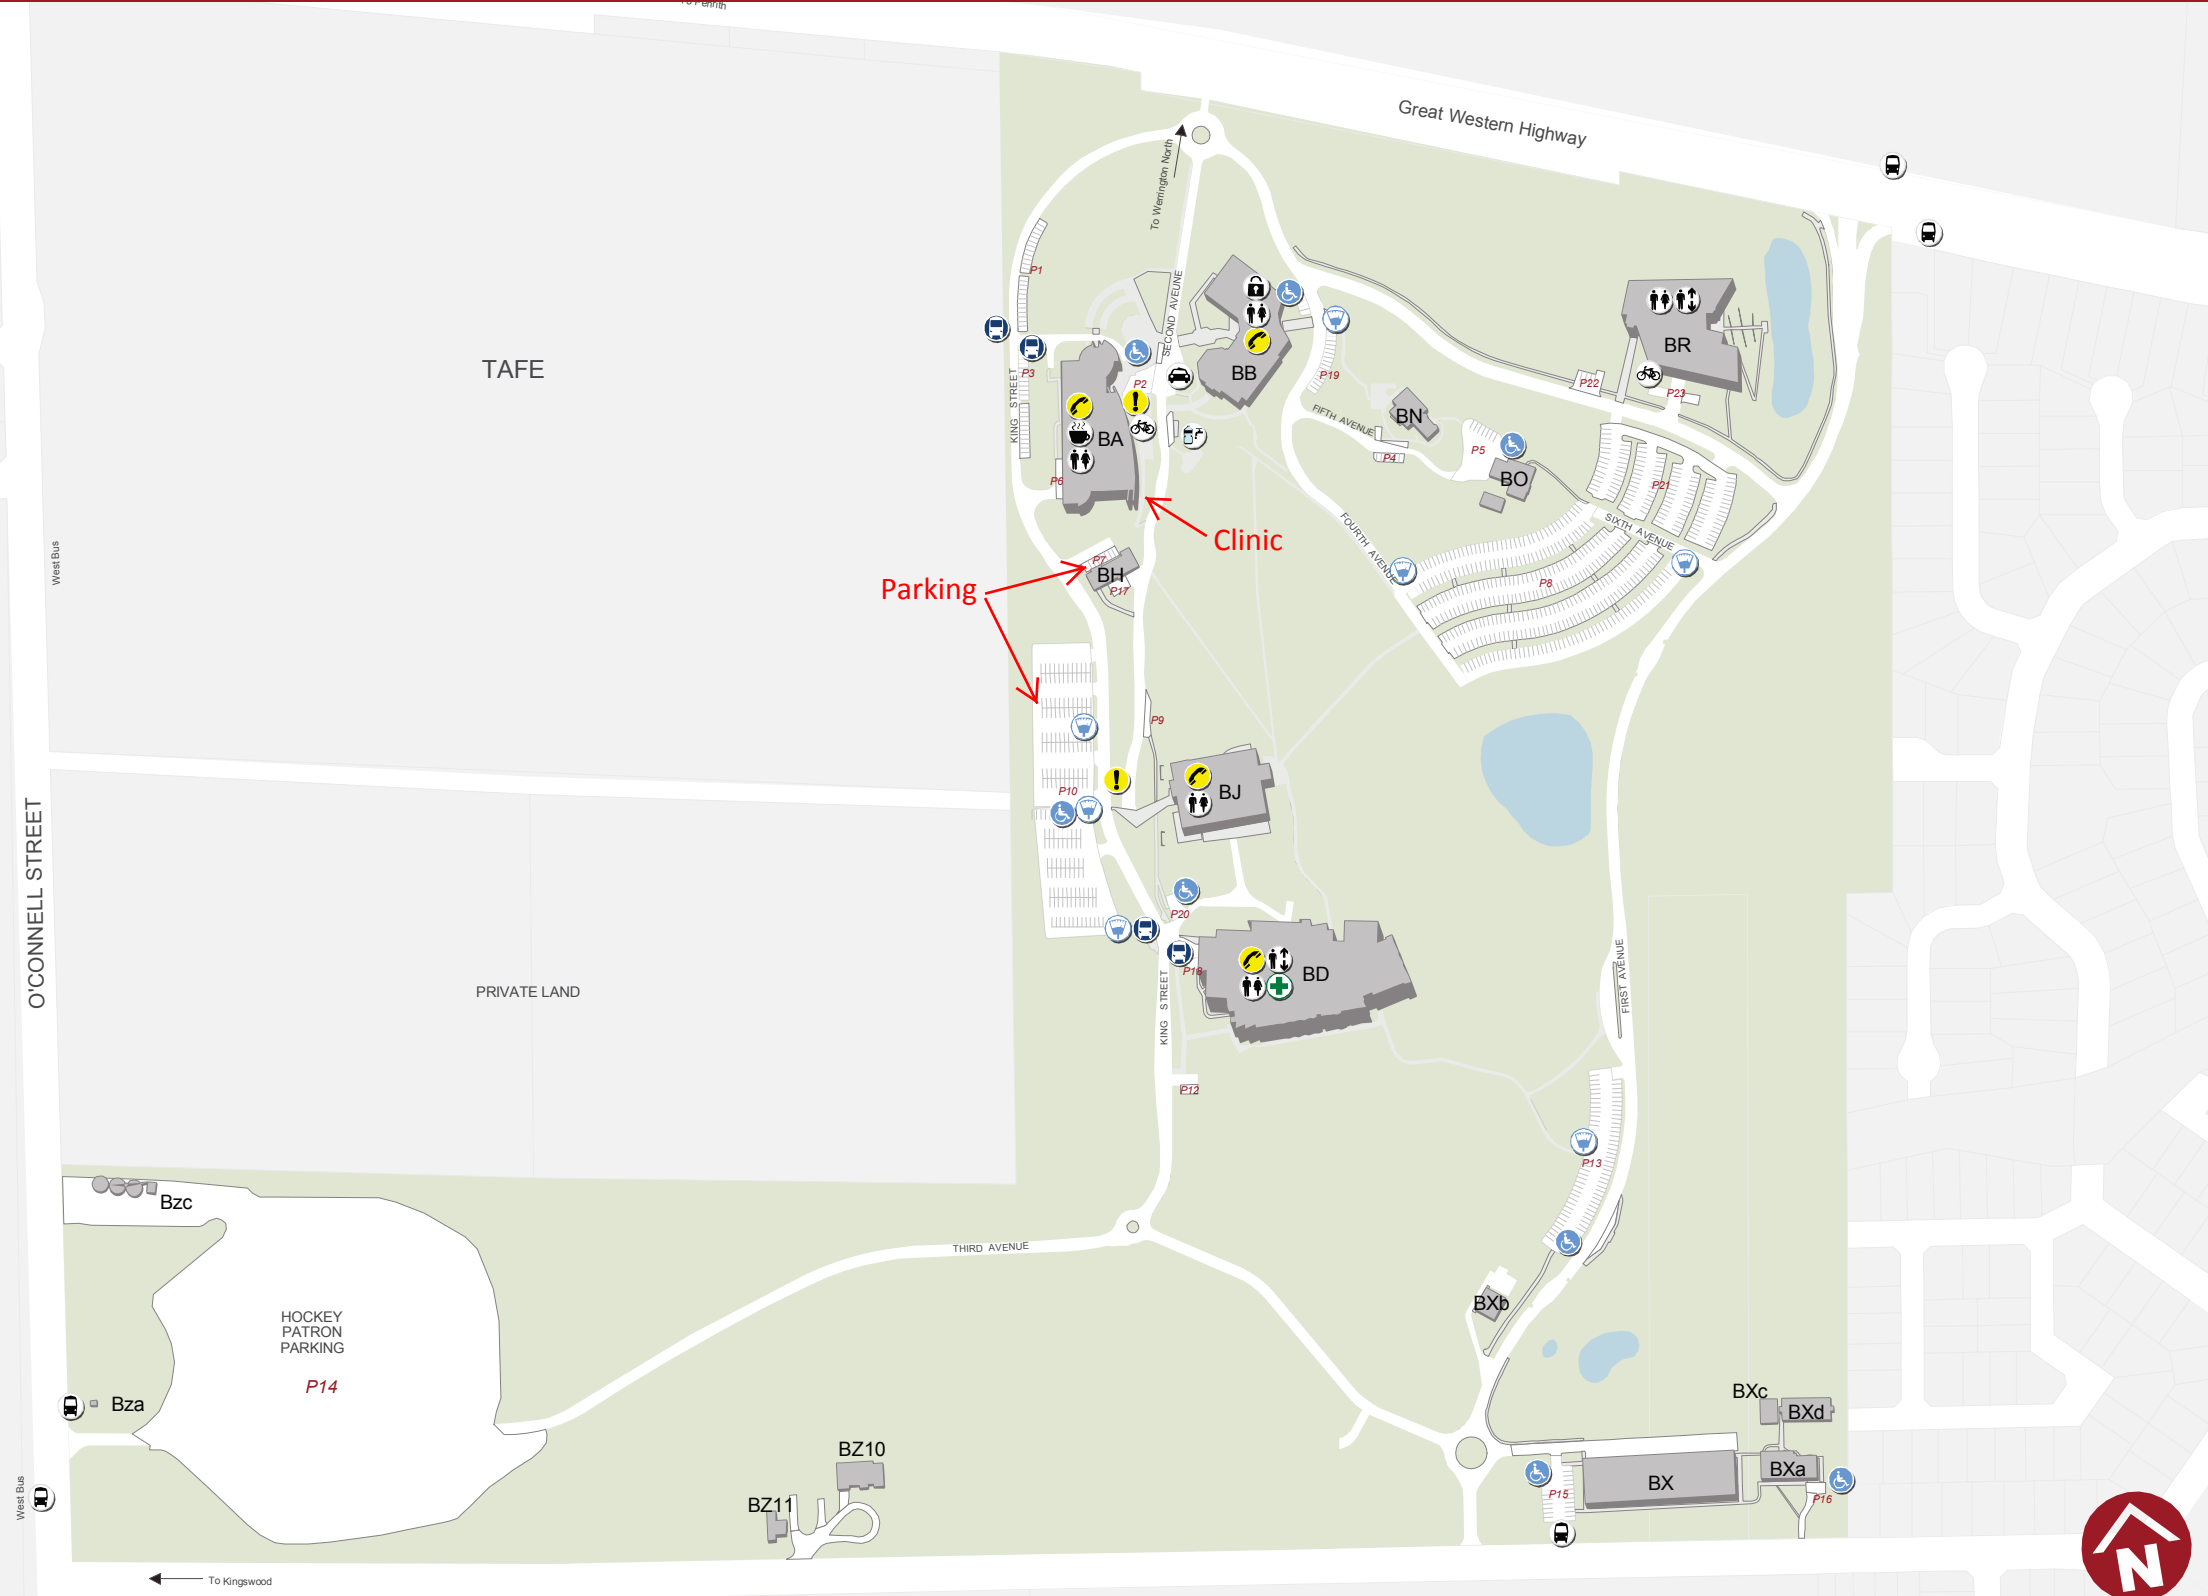 To Penrith
Great Western Highway
To Werrington North
P1
SECOND AVEUNE
TAFE
BR
BB
P3
P2
P19
P22
P23
KING STREET
FIFTH AVENUE
BN
BA
P4
P5
BO
P6
P21
Clinic
FOURTH AVENUE
SIXTH AVENUE
West Bus
P7
BH
P17
P8
Parking
P9
P10
BJ
O'CONNELL STREET
P20
BD
P18
PRIVATE LAND
KING STREET
FIRST AVENUE
P12
P13
Bzc
THIRD AVENUE
HOCKEY
PATRON
PARKING
P14
BXb
Bza
BXc
BXd
BZ10
BXa
BX
West Bus
BZ11
P15
P16
To Kingswood
N